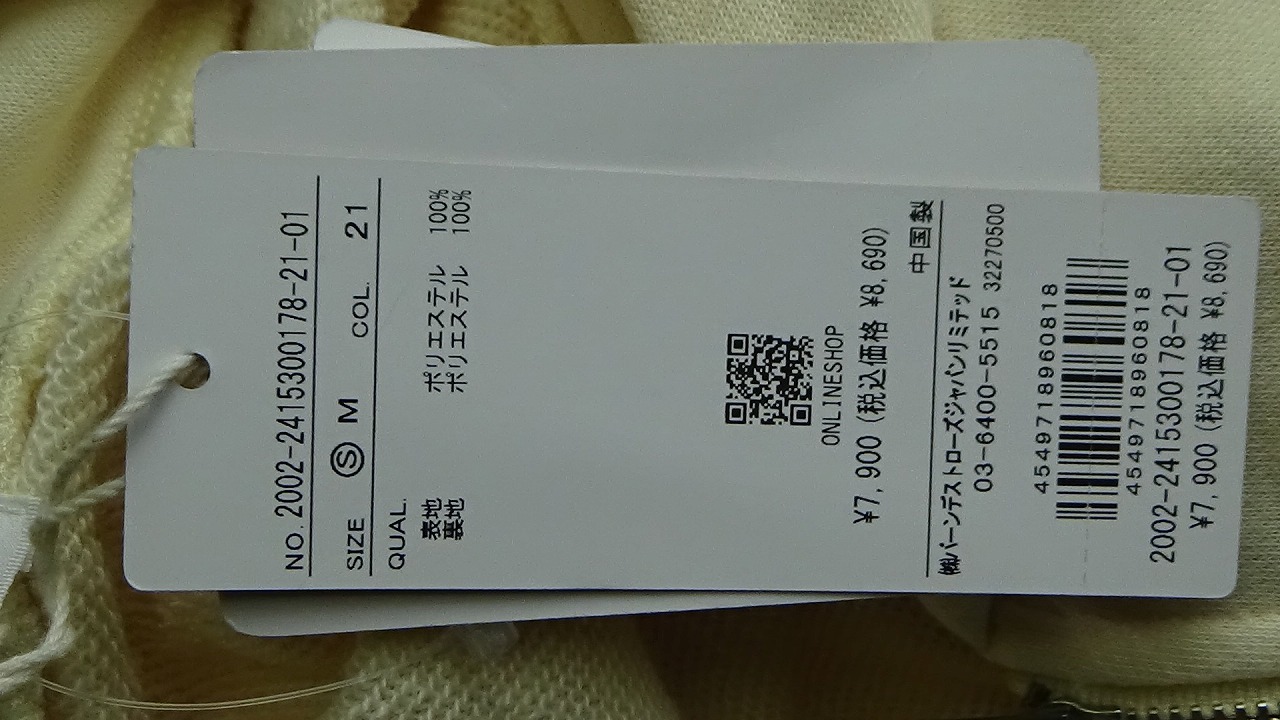 NO. 2002-2415300178-21-01
SIZE Ⓢ M COL. 21
QUAL.
表地 ポリエステル 100%
裏地 ポリエステル 100%
ONLINESHOP
¥7,900 (税込価格 ¥8,690)
中国製
㈱バーンデストローズジャパンリミテッド
03-6400-5515 32270500
4549718960818
4549718960818
2002-2415300178-21-01
¥7,900 (税込価格 ¥8,690)